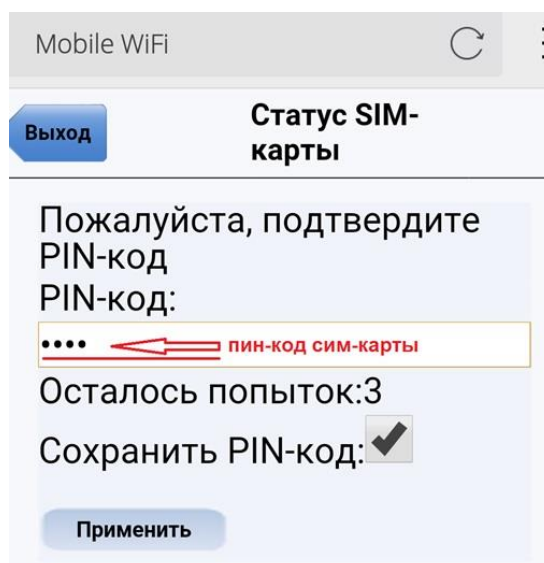 Mobile WiFi
Выход
Статус SIM-
карты
Пожалуйста, подтвердите
PIN-код
PIN-код:
•••• пин-код сим-карты
Осталось попыток:3
Сохранить PIN-код:
Применить